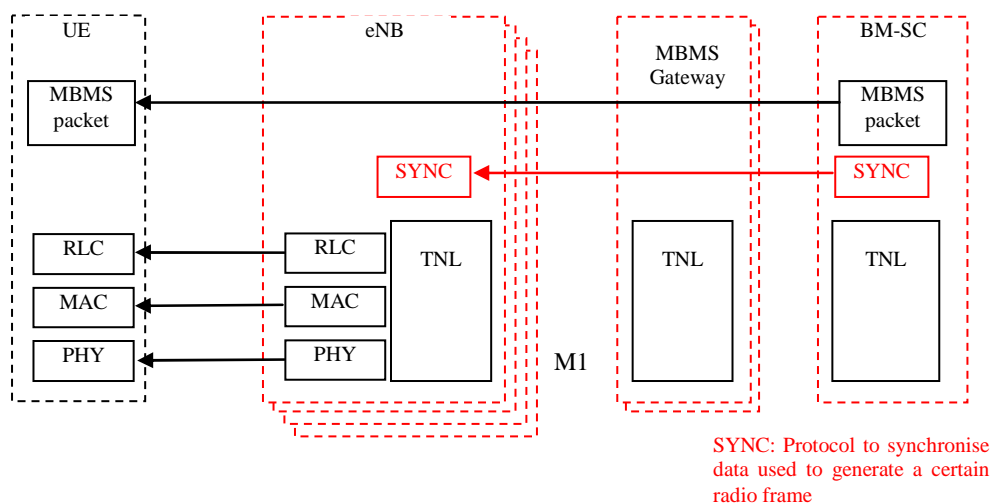 UE
eNB
MBMS
Gateway
BM-SC
MBMS
packet
MBMS
packet
SYNC
SYNC
RLC
RLC
TNL
TNL
TNL
MAC
MAC
PHY
PHY
M1
SYNC: Protocol to synchronise
data used to generate a certain
radio frame